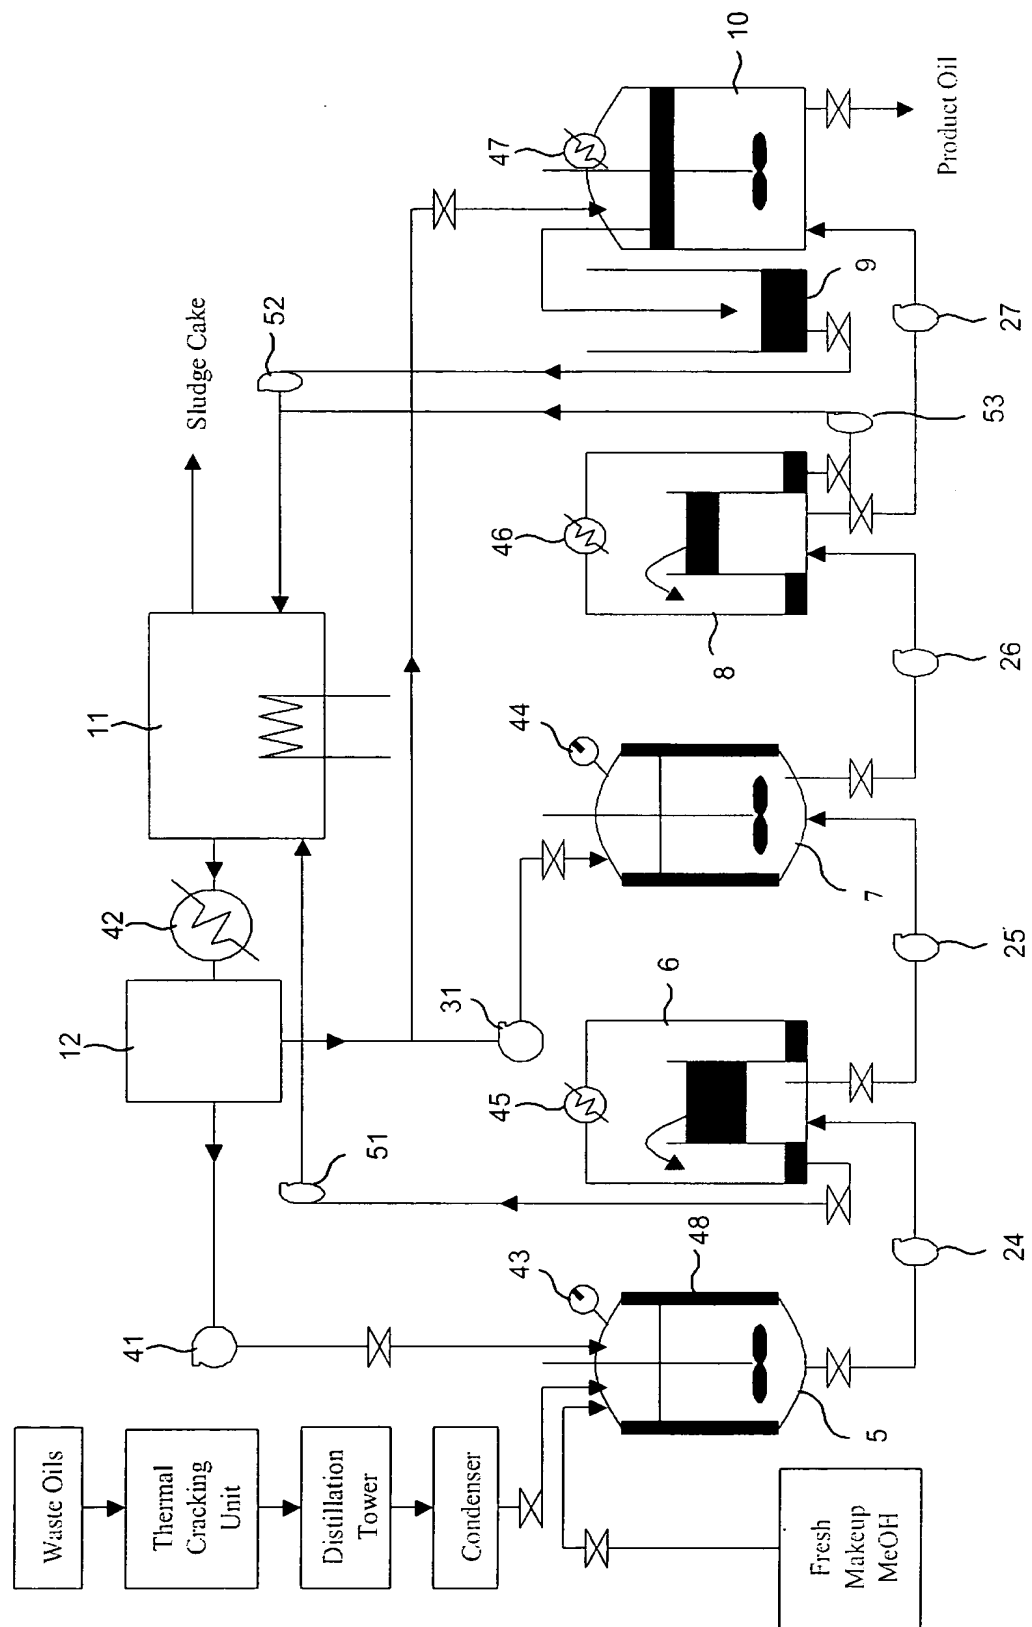 Waste Oils
Thermal
Cracking
Unit
Distillation
Tower
Condenser
Fresh
Makeup
MeOH
41
12
42
11
Sludge Cake
52
51
31
43
45
44
46
47
48
6
8
10
5
7
9
Product Oil
24
25
26
53
27